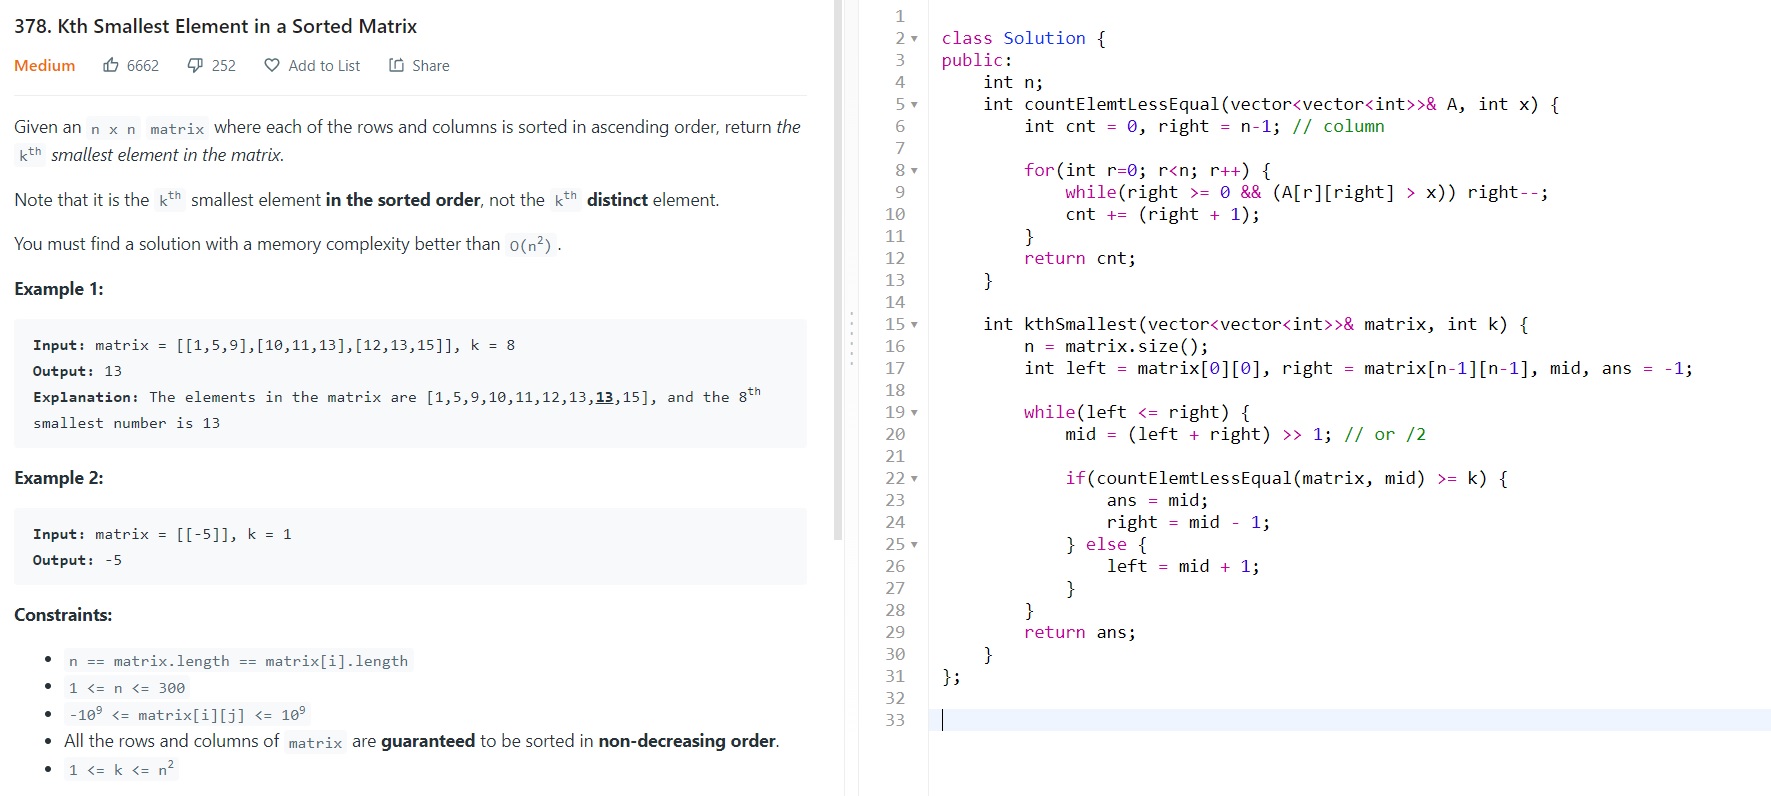 378. Kth Smallest Element in a Sorted Matrix
Medium 6662 252 Add to List Share
Given an n x n matrix where each of the rows and columns is sorted in ascending order, return the
kth smallest element in the matrix.
Note that it is the kth smallest element in the sorted order, not the kth distinct element.
You must find a solution with a memory complexity better than O(n²) .
Example 1:
Input: matrix = [[1,5,9],[10,11,13],[12,13,15]], k = 8
Output: 13
Explanation: The elements in the matrix are [1,5,9,10,11,12,13,13,15], and the 8th
smallest number is 13
Example 2:
Input: matrix = [[-5]], k = 1
Output: -5
Constraints:
• n == matrix.length == matrix[i].length
• 1 <= n <= 300
• -10⁹ <= matrix[i][j] <= 10⁹
• All the rows and columns of matrix are guaranteed to be sorted in non-decreasing order.
• 1 <= k <= n²
1
2 class Solution {
3 public:
4     int n;
5     int countElemtLessEqual(vector<vector<int>>& A, int x) {
6         int cnt = 0, right = n-1; // column
7
8         for(int r=0; r<n; r++) {
9             while(right >= 0 && (A[r][right] > x)) right--;
10             cnt += (right + 1);
11         }
12         return cnt;
13     }
14
15     int kthSmallest(vector<vector<int>>& matrix, int k) {
16         n = matrix.size();
17         int left = matrix[0][0], right = matrix[n-1][n-1], mid, ans = -1;
18
19         while(left <= right) {
20             mid = (left + right) >> 1; // or /2
21
22             if(countElemtLessEqual(matrix, mid) >= k) {
23                 ans = mid;
24                 right = mid - 1;
25             } else {
26                 left = mid + 1;
27             }
28         }
29         return ans;
30     }
31 };
32
33